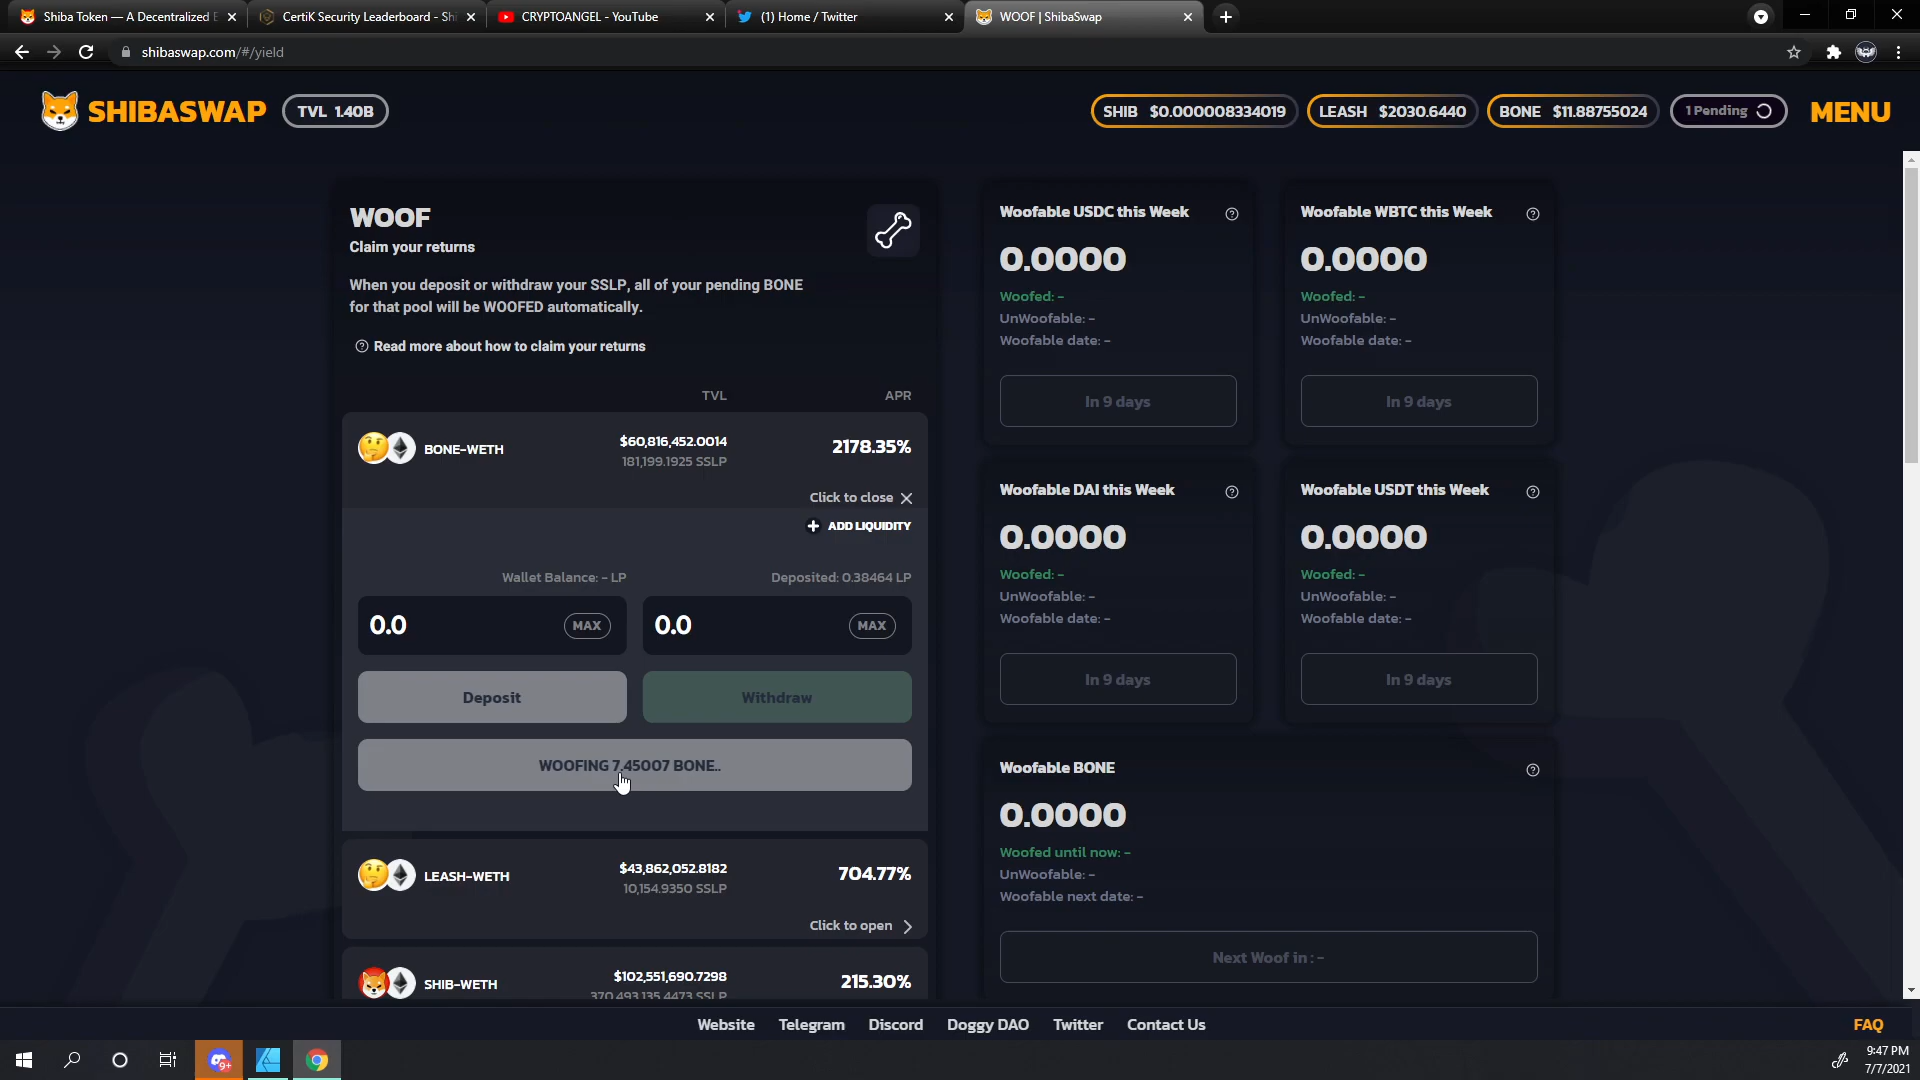 Shiba Token — A Decentralized E
CertiK Security Leaderboard - Shi
CRYPTOANGEL - YouTube
(1) Home / Twitter
WOOF | ShibaSwap
shibaswap.com/#/yield
SHIBASWAP
TVL 1.40B
SHIB $0.000008334019
LEASH $2030.6440
BONE $11.88755024
1 Pending
MENU
WOOF
Claim your returns
When you deposit or withdraw your SSLP, all of your pending BONE
for that pool will be WOOFED automatically.
Read more about how to claim your returns
TVL APR
BONE-WETH
$60,816,452.0014
181,199.1925 SSLP
2178.35%
Click to close
ADD LIQUIDITY
Wallet Balance: - LP
Deposited: 0.38464 LP
0.0 MAX
0.0 MAX
Deposit
Withdraw
WOOFING 7.45007 BONE..
LEASH-WETH
$43,862,052.8182
10,154.9350 SSLP
704.77%
Click to open
SHIB-WETH
$102,551,690.7298
370,493,135.4473 SSLP
215.30%
Woofable USDC this Week
0.0000
Woofed: -
UnWoofable: -
Woofable date: -
In 9 days
Woofable WBTC this Week
0.0000
Woofed: -
UnWoofable: -
Woofable date: -
In 9 days
Woofable DAI this Week
0.0000
Woofed: -
UnWoofable: -
Woofable date: -
In 9 days
Woofable USDT this Week
0.0000
Woofed: -
UnWoofable: -
Woofable date: -
In 9 days
Woofable BONE
0.0000
Woofed until now: -
UnWoofable: -
Woofable next date: -
Next Woof in : -
Website Telegram Discord Doggy DAO Twitter Contact Us
FAQ
9+
9:47 PM
7/7/2021